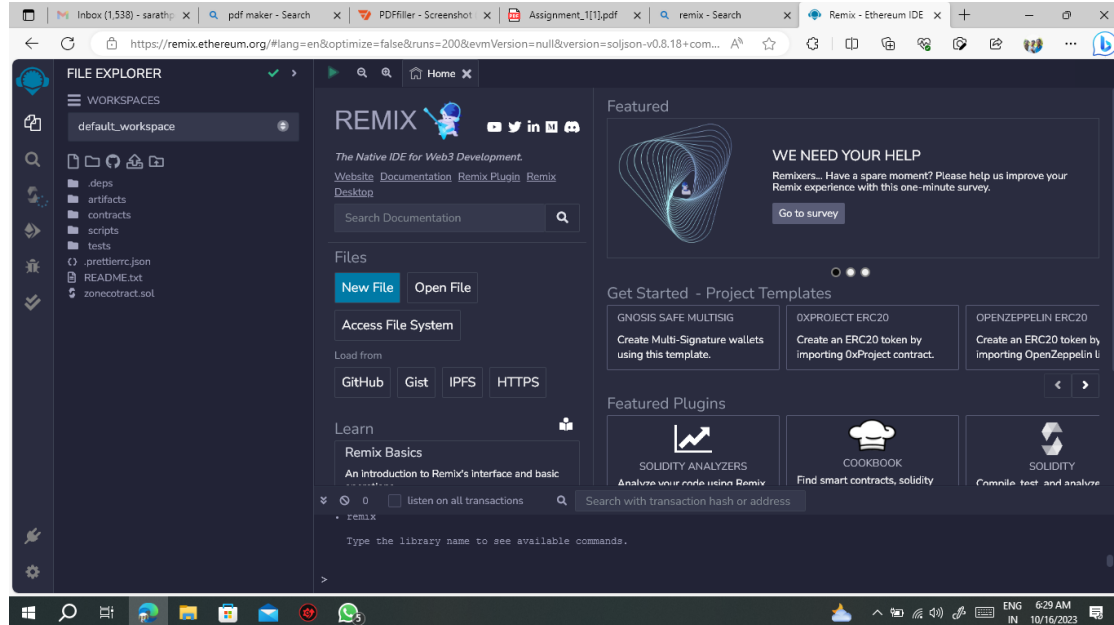 Inbox (1,538) - sarathp
pdf maker - Search
PDFfiller - Screenshot
Assignment_1[1].pdf
remix - Search
Remix - Ethereum IDE
https://remix.ethereum.org/#lang=en&optimize=false&runs=200&evmVersion=null&version=soljson-v0.8.18+com...
FILE EXPLORER
WORKSPACES
default_workspace
.deps
artifacts
contracts
scripts
tests
.prettierrc.json
README.txt
zonecotract.sol
Home
REMIX
The Native IDE for Web3 Development.
Website Documentation Remix Plugin Remix
Desktop
Search Documentation
Files
New File Open File
Access File System
Load from
GitHub Gist IPFS HTTPS
Learn
Remix Basics
An introduction to Remix's interface and basic
Featured
WE NEED YOUR HELP
Remixers... Have a spare moment? Please help us improve your
Remix experience with this one-minute survey.
Go to survey
Get Started - Project Templates
GNOSIS SAFE MULTISIG
Create Multi-Signature wallets
using this template.
0XPROJECT ERC20
Create an ERC20 token by
importing 0xProject contract.
OPENZEPPELIN ERC20
Create an ERC20 token by
importing OpenZeppelin li
Featured Plugins
SOLIDITY ANALYZERS
Analyze your code using Remix
COOKBOOK
Find smart contracts, solidity
SOLIDITY
Compile, test, and analyze
0 listen on all transactions
Search with transaction hash or address
• remix
Type the library name to see available commands.
>
5
ENG 6:29 AM
IN 10/16/2023